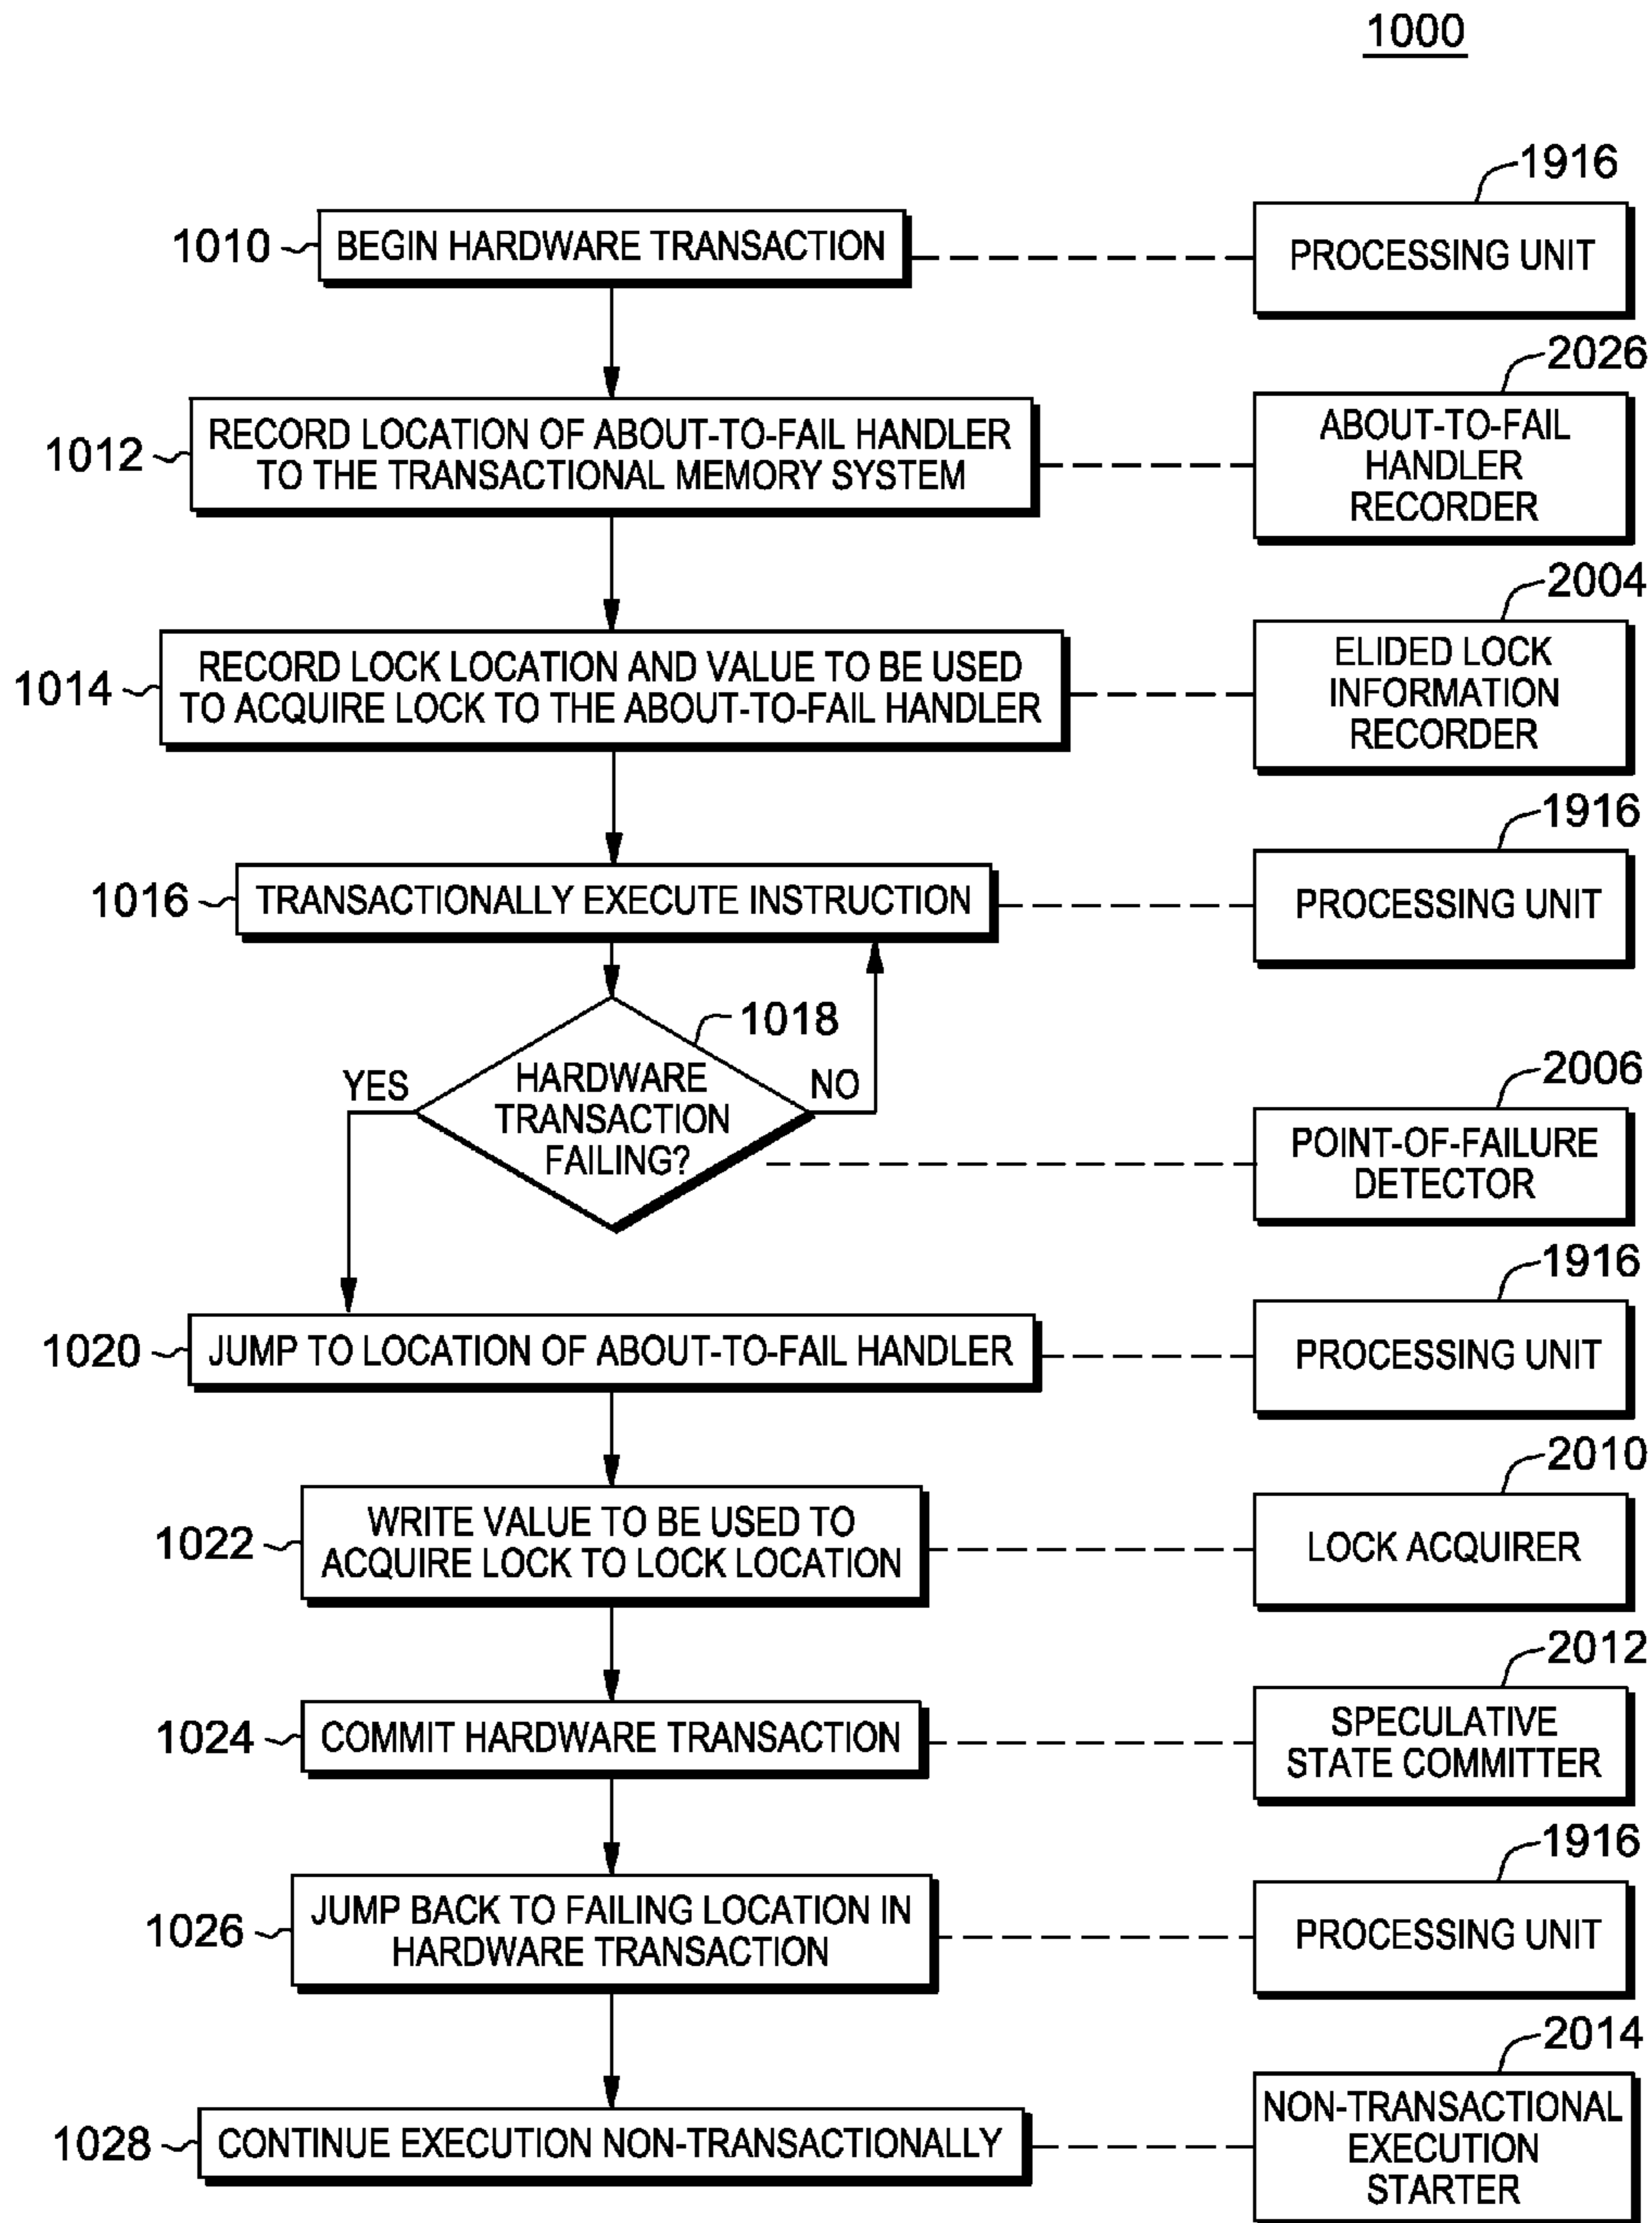 1000
1916
1010
BEGIN HARDWARE TRANSACTION
PROCESSING UNIT
2026
1012
RECORD LOCATION OF ABOUT-TO-FAIL HANDLER
TO THE TRANSACTIONAL MEMORY SYSTEM
ABOUT-TO-FAIL
HANDLER
RECORDER
2004
1014
RECORD LOCK LOCATION AND VALUE TO BE USED
TO ACQUIRE LOCK TO THE ABOUT-TO-FAIL HANDLER
ELIDED LOCK
INFORMATION
RECORDER
1916
1016
TRANSACTIONALLY EXECUTE INSTRUCTION
PROCESSING UNIT
1018
YES
HARDWARE
TRANSACTION
FAILING?
NO
2006
POINT-OF-FAILURE
DETECTOR
1916
1020
JUMP TO LOCATION OF ABOUT-TO-FAIL HANDLER
PROCESSING UNIT
2010
1022
WRITE VALUE TO BE USED TO
ACQUIRE LOCK TO LOCK LOCATION
LOCK ACQUIRER
2012
1024
COMMIT HARDWARE TRANSACTION
SPECULATIVE
STATE COMMITTER
1916
1026
JUMP BACK TO FAILING LOCATION IN
HARDWARE TRANSACTION
PROCESSING UNIT
2014
1028
CONTINUE EXECUTION NON-TRANSACTIONALLY
NON-TRANSACTIONAL
EXECUTION
STARTER